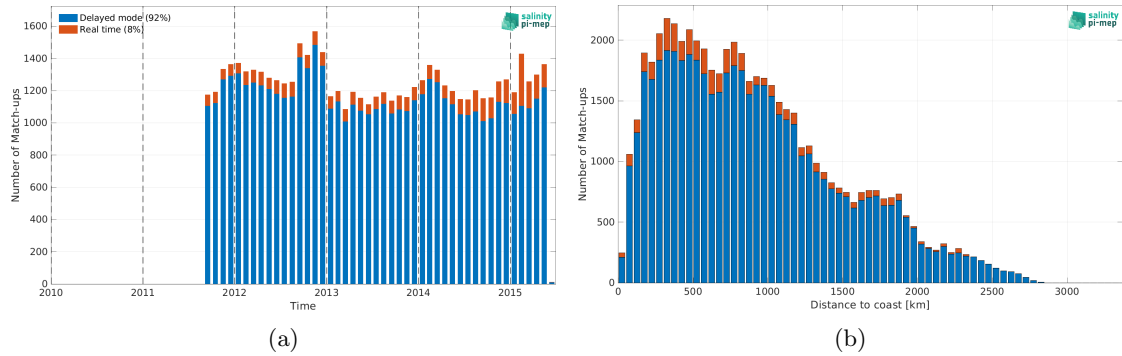 Delayed mode (92%)
Real time (8%)
salinity
pi-mep
1600
1400
1200
1000
800
600
400
200
0
Number of Match-ups
2010
2011
2012
2013
2014
2015
Time
(a)
salinity
pi-mep
2000
1500
1000
500
0
Number of Match-ups
0
500
1000
1500
2000
2500
3000
Distance to coast [km]
(b)